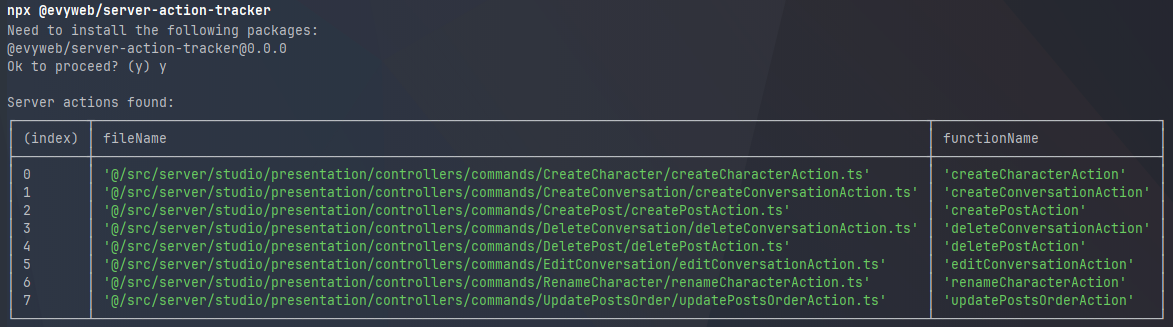 npx @evyweb/server-action-tracker
Need to install the following packages:
@evyweb/server-action-tracker@0.0.0
Ok to proceed? (y) y
Server actions found:
(index) fileName functionName
0 '@/src/server/studio/presentation/controllers/commands/CreateCharacter/createCharacterAction.ts' 'createCharacterAction'
1 '@/src/server/studio/presentation/controllers/commands/CreateConversation/createConversationAction.ts' 'createConversationAction'
2 '@/src/server/studio/presentation/controllers/commands/CreatePost/createPostAction.ts' 'createPostAction'
3 '@/src/server/studio/presentation/controllers/commands/DeleteConversation/deleteConversationAction.ts' 'deleteConversationAction'
4 '@/src/server/studio/presentation/controllers/commands/DeletePost/deletePostAction.ts' 'deletePostAction'
5 '@/src/server/studio/presentation/controllers/commands/EditConversation/editConversationAction.ts' 'editConversationAction'
6 '@/src/server/studio/presentation/controllers/commands/RenameCharacter/renameCharacterAction.ts' 'renameCharacterAction'
7 '@/src/server/studio/presentation/controllers/commands/UpdatePostsOrder/updatePostsOrderAction.ts' 'updatePostsOrderAction'